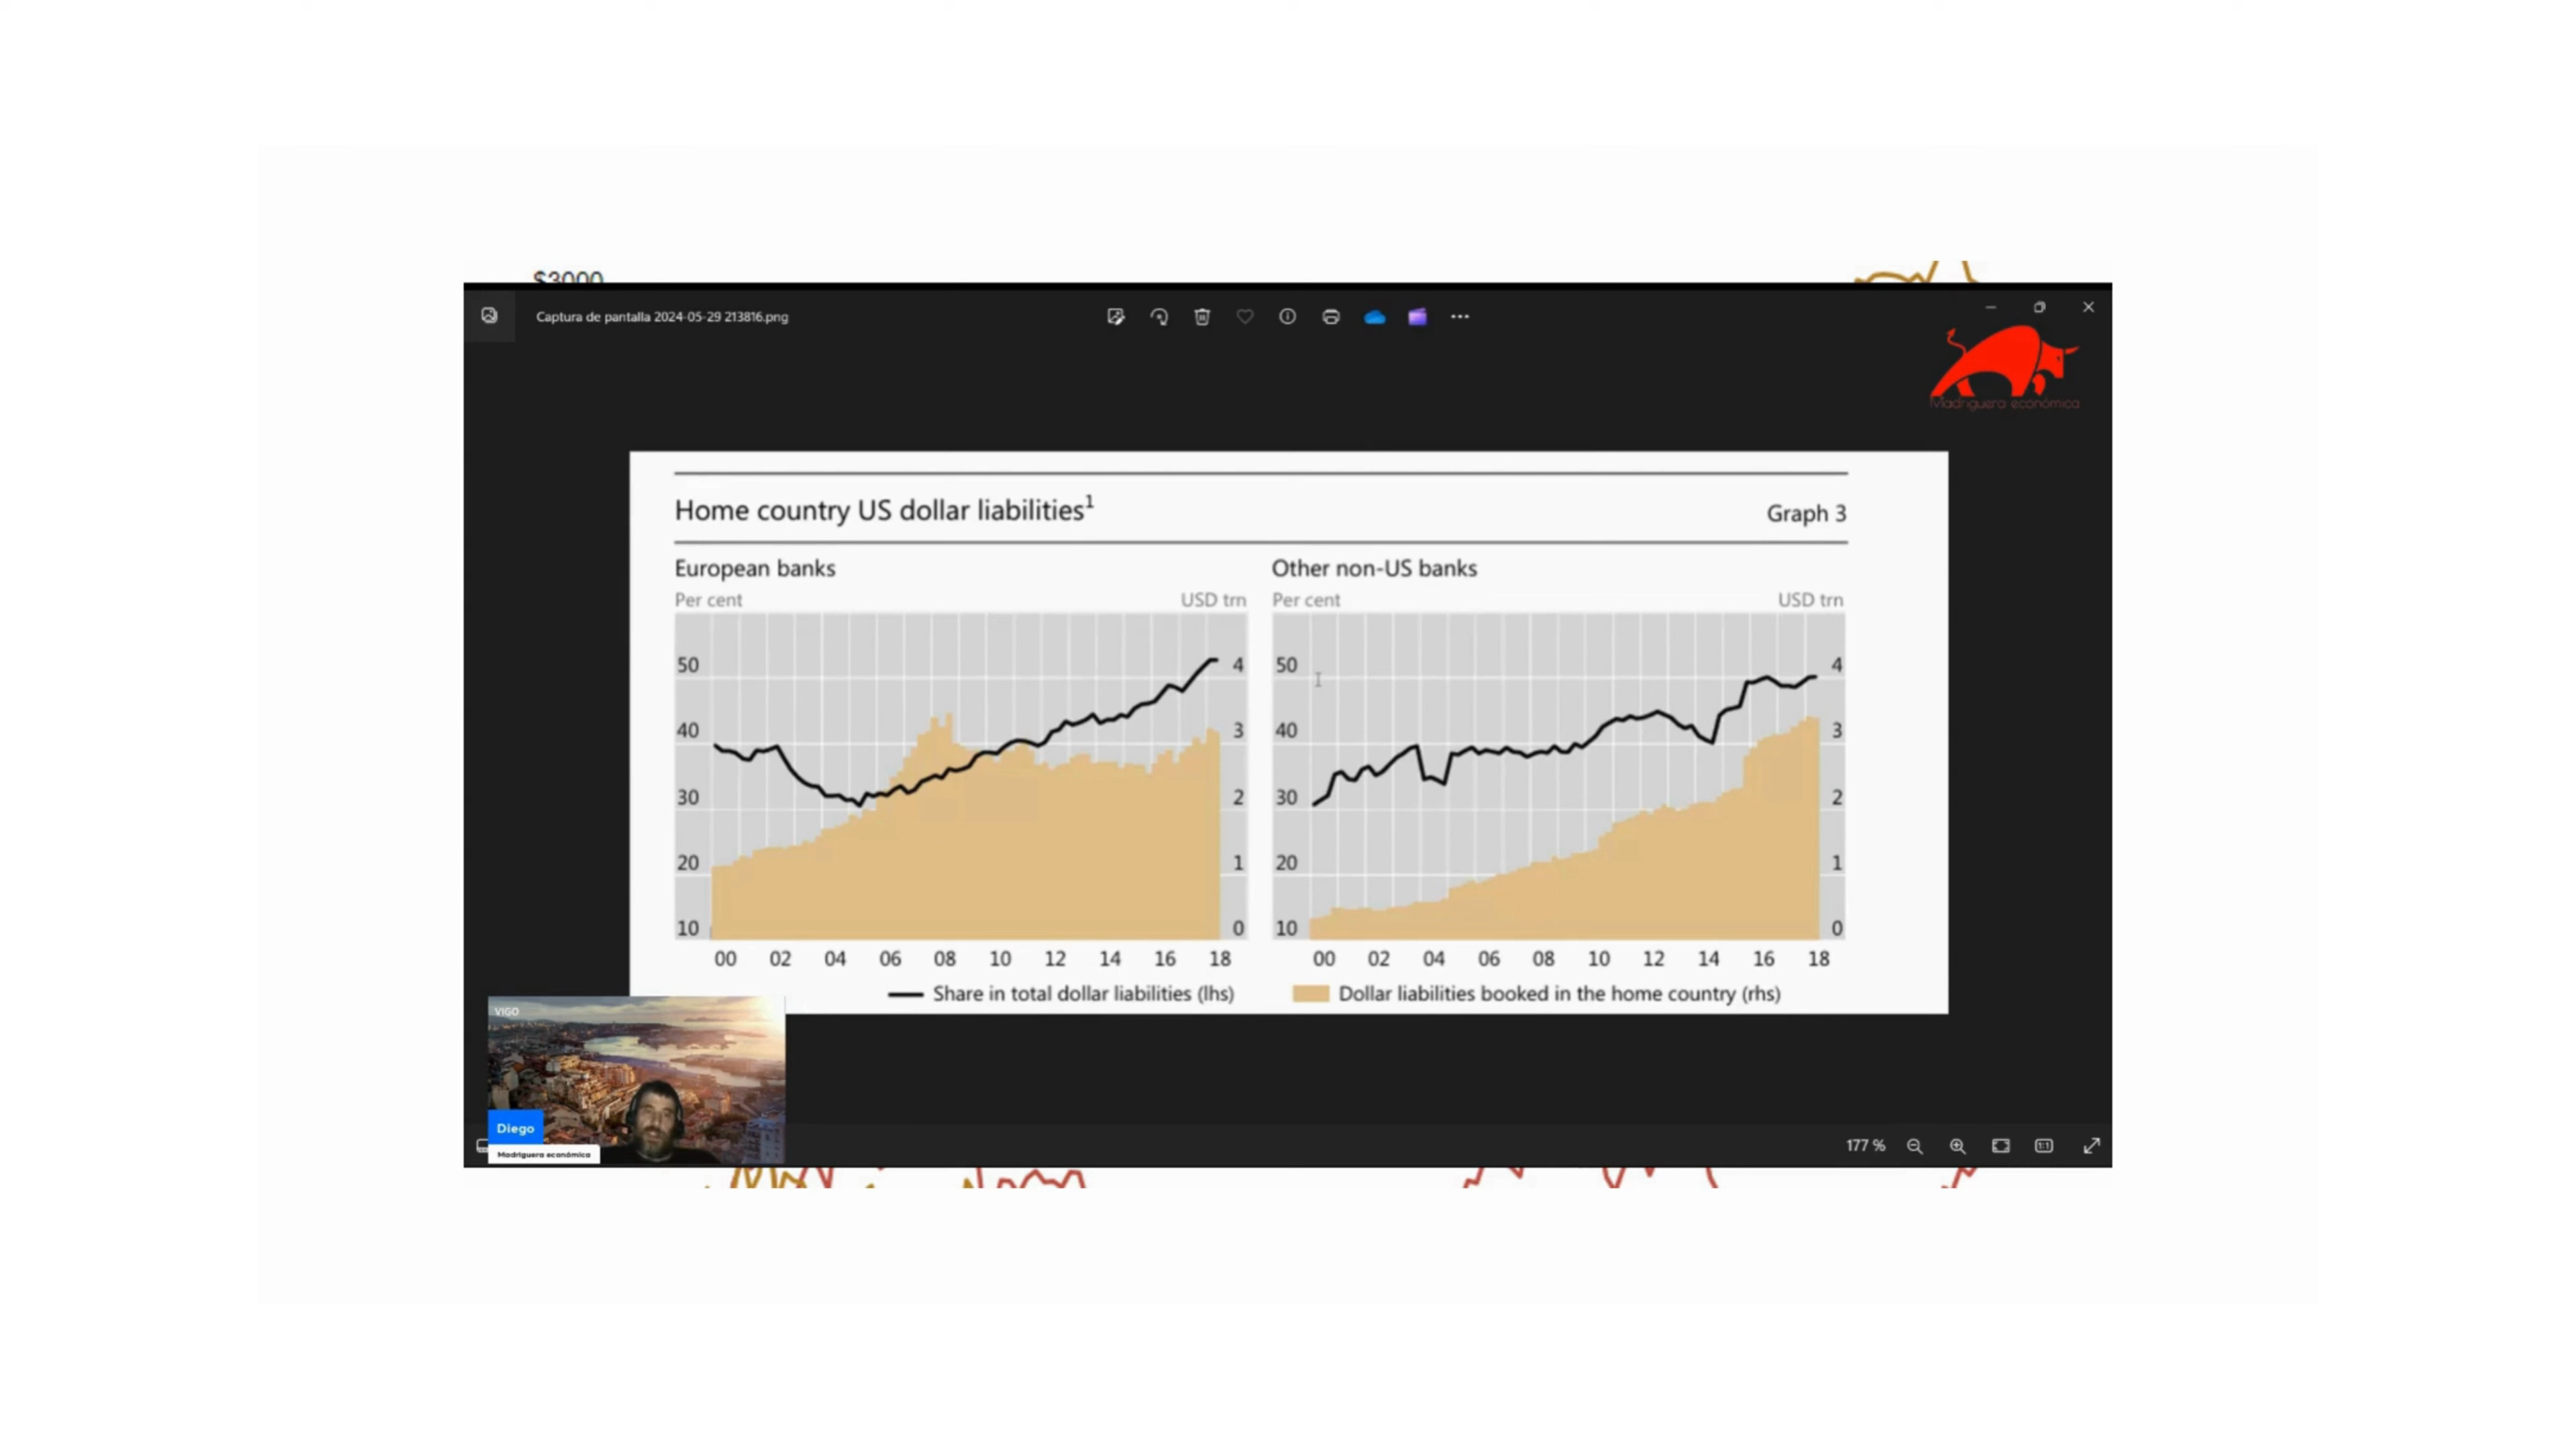 $3000
Captura de pantalla 2024-05-29 213816.png
Madriguera económica
Home country US dollar liabilities¹
Graph 3
European banks
Other non-US banks
Per cent
USD trn
Per cent
USD trn
50
4
50
4
40
3
40
3
30
2
30
2
20
1
20
1
10
0
10
0
00 02 04 06 08 10 12 14 16 18
00 02 04 06 08 10 12 14 16 18
Share in total dollar liabilities (lhs)
Dollar liabilities booked in the home country (rhs)
VIGO
Diego
Madriguera económica
177 %
1:1